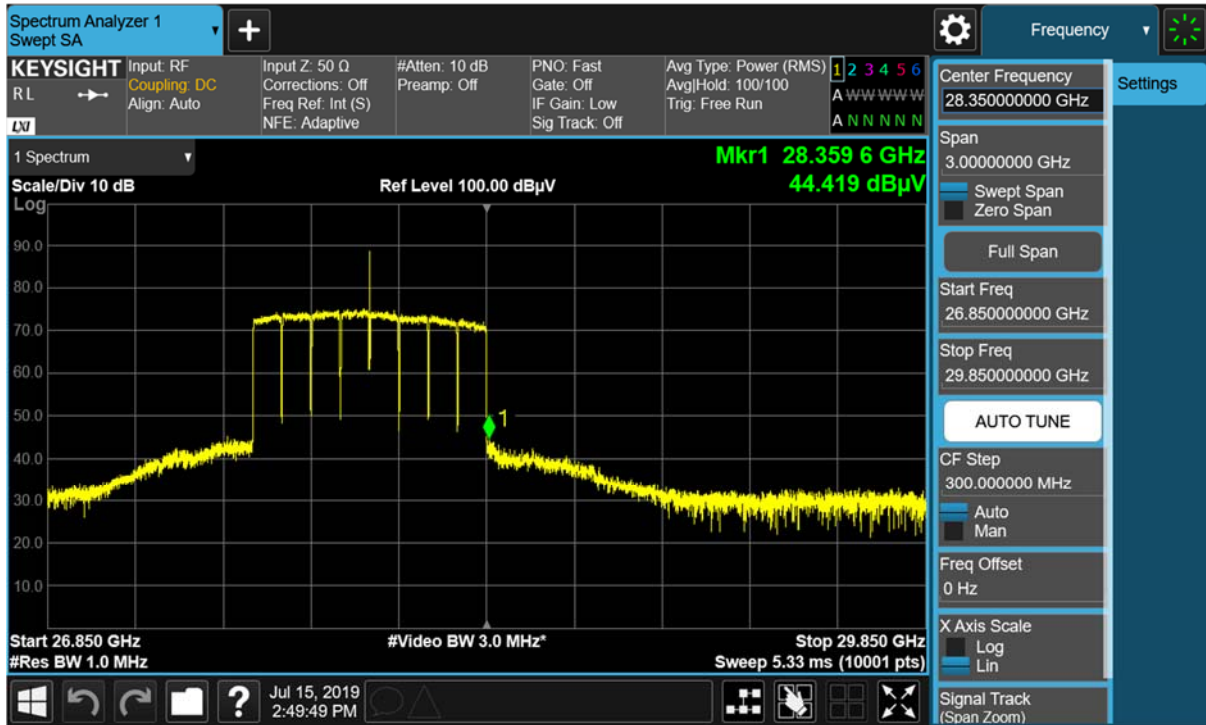 Spectrum Analyzer 1
Swept SA
+
Frequency
KEYSIGHT
R L
LXI
Input: RF
Coupling: DC
Align: Auto
Input Z: 50 Ω
Corrections: Off
Freq Ref: Int (S)
NFE: Adaptive
#Atten: 10 dB
Preamp: Off
PNO: Fast
Gate: Off
IF Gain: Low
Sig Track: Off
Avg Type: Power (RMS)
Avg|Hold: 100/100
Trig: Free Run
1 2 3 4 5 6
A W W W W W
A N N N N N
1 Spectrum
Scale/Div 10 dB
Log
Ref Level 100.00 dBµV
Mkr1 28.359 6 GHz
44.419 dBµV
90.0
80.0
70.0
60.0
50.0
40.0
30.0
20.0
10.0
1
Start 26.850 GHz
#Res BW 1.0 MHz
#Video BW 3.0 MHz*
Stop 29.850 GHz
Sweep 5.33 ms (10001 pts)
Center Frequency
28.350000000 GHz
Span
3.00000000 GHz
Swept Span
Zero Span
Full Span
Start Freq
26.850000000 GHz
Stop Freq
29.850000000 GHz
AUTO TUNE
CF Step
300.000000 MHz
Auto
Man
Freq Offset
0 Hz
X Axis Scale
Log
Lin
Signal Track
(Span Zoom)
Settings
?
Jul 15, 2019
2:49:49 PM